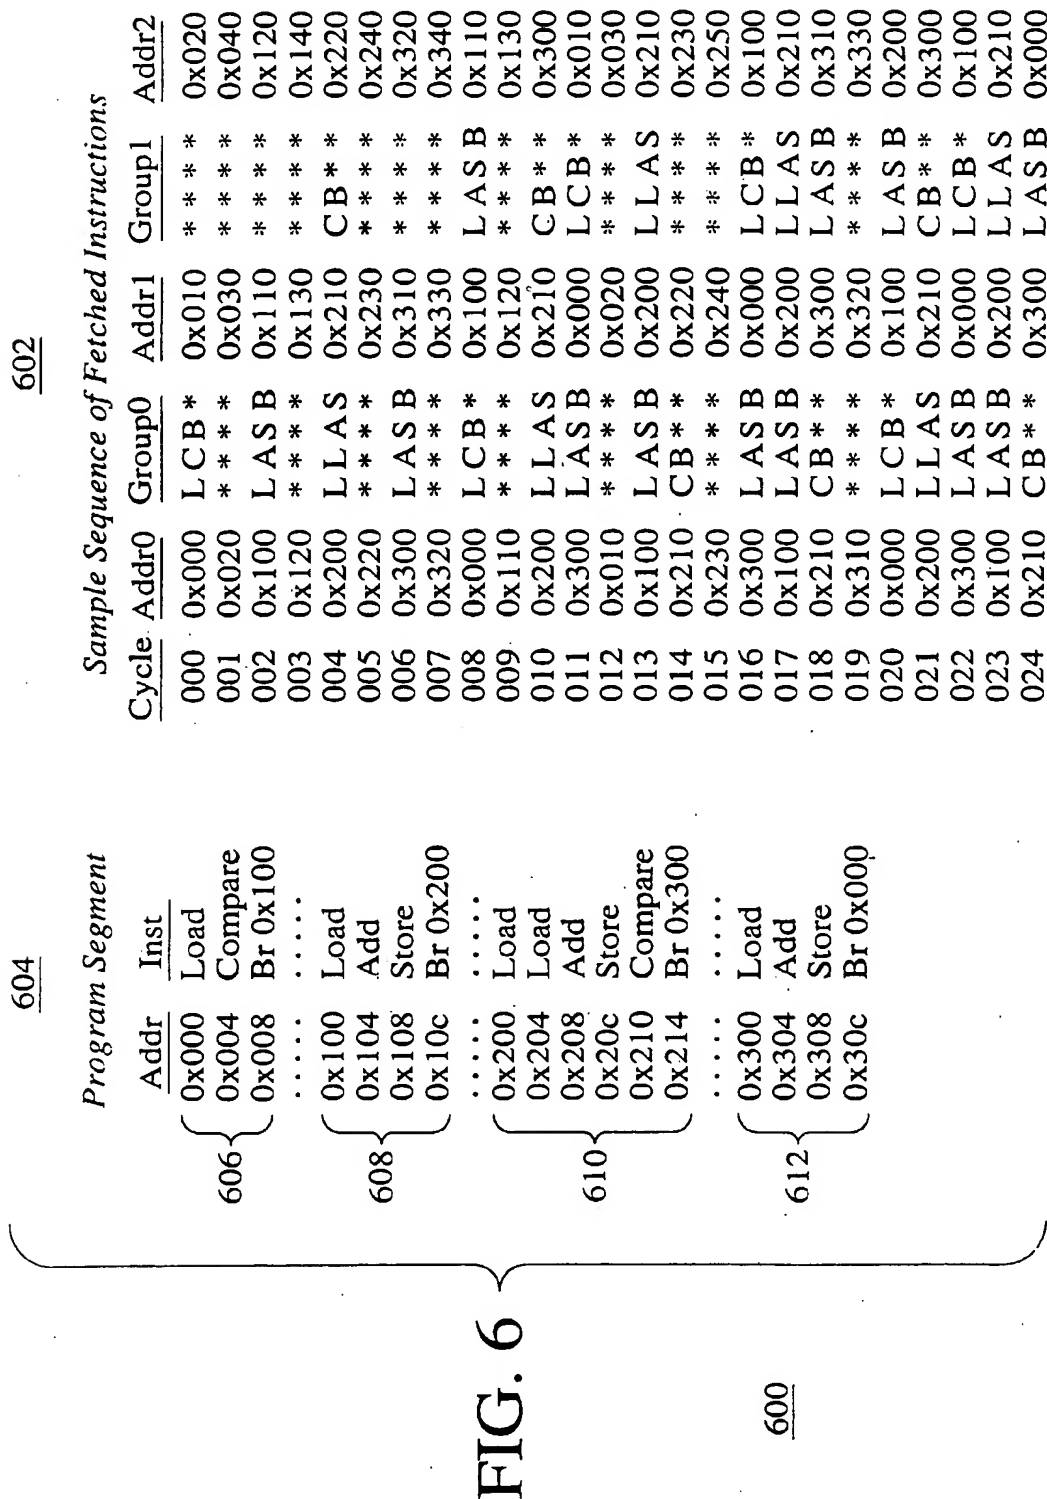 FIG. 6
600
604
Program Segment
Addr Inst
606
0x000 Load
0x004 Compare
0x008 Br 0x100
..... .....
608
0x100 Load
0x104 Add
0x108 Store
0x10c Br 0x200
..... .....
610
0x200 Load
0x204 Load
0x208 Add
0x20c Store
0x210 Compare
0x214 Br 0x300
..... .....
612
0x300 Load
0x304 Add
0x308 Store
0x30c Br 0x000
602
Sample Sequence of Fetched Instructions
Cycle Addr0 Group0 Addr1 Group1 Addr2
000 0x000 L C B * 0x010 * * * * 0x020
001 0x020 * * * * 0x030 * * * * 0x040
002 0x100 L A S B 0x110 * * * * 0x120
003 0x120 * * * * 0x130 * * * * 0x140
004 0x200 L L A S 0x210 C B * * 0x220
005 0x220 * * * * 0x230 * * * * 0x240
006 0x300 L A S B 0x310 * * * * 0x320
007 0x320 * * * * 0x330 * * * * 0x340
008 0x000 L C B * 0x100 L A S B 0x110
009 0x110 * * * * 0x120 * * * * 0x130
010 0x200 L L A S 0x210 C B * * 0x300
011 0x300 L A S B 0x000 L C B * 0x010
012 0x010 * * * * 0x020 * * * * 0x030
013 0x100 L A S B 0x200 L L A S 0x210
014 0x210 C B * * 0x220 * * * * 0x230
015 0x230 * * * * 0x240 * * * * 0x250
016 0x300 L A S B 0x000 L C B * 0x100
017 0x100 L A S B 0x200 L L A S 0x210
018 0x210 C B * * 0x300 L A S B 0x310
019 0x310 * * * * 0x320 * * * * 0x330
020 0x000 L C B * 0x100 L A S B 0x200
021 0x200 L L A S 0x210 C B * * 0x300
022 0x300 L A S B 0x000 L C B * 0x100
023 0x100 L A S B 0x200 L L A S 0x210
024 0x210 C B * * 0x300 L A S B 0x000